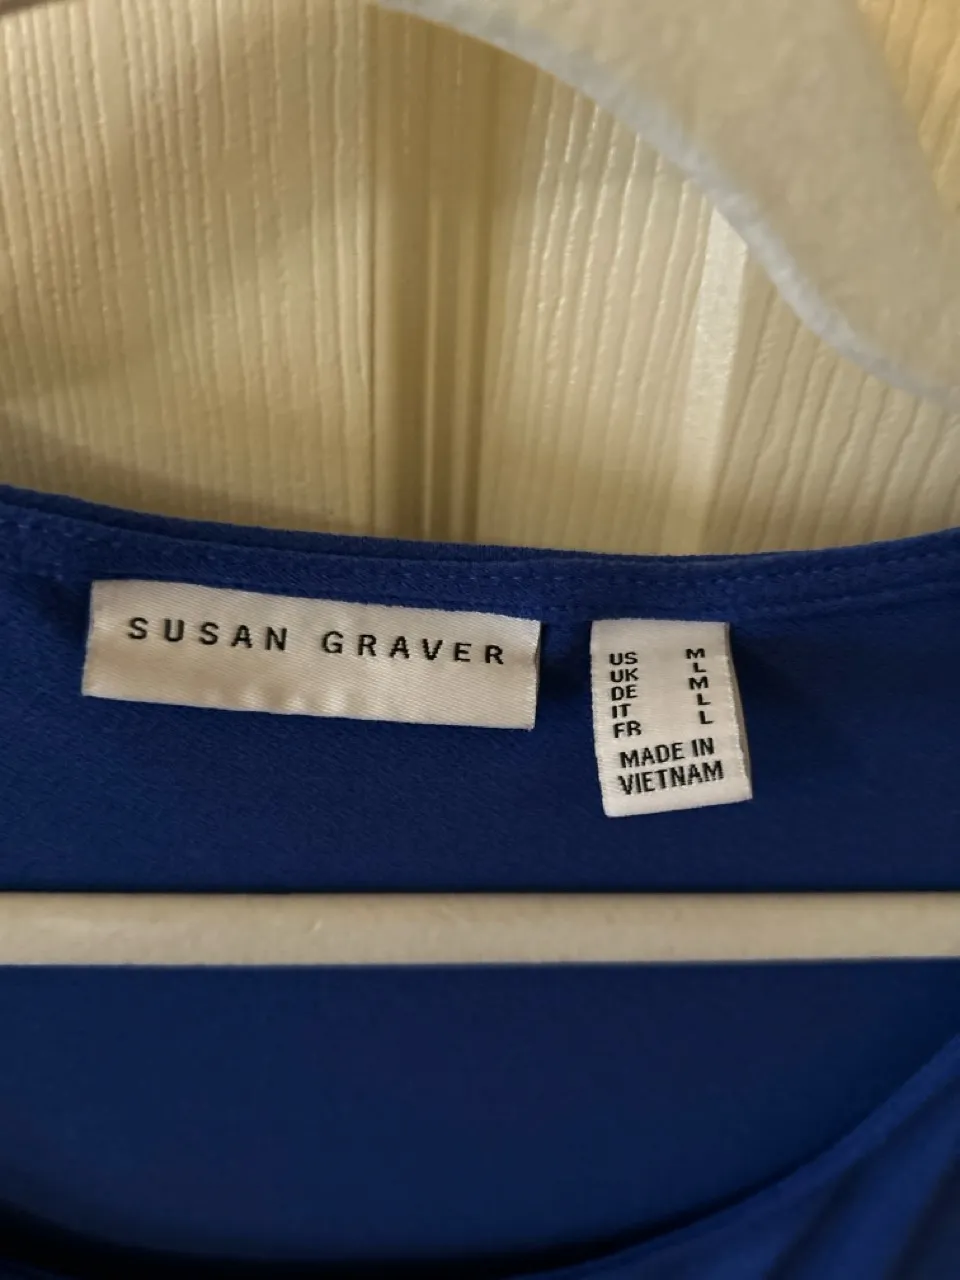 SUSAN GRAVER
US M
UK L
DE M
IT L
FR L
MADE IN
VIETNAM